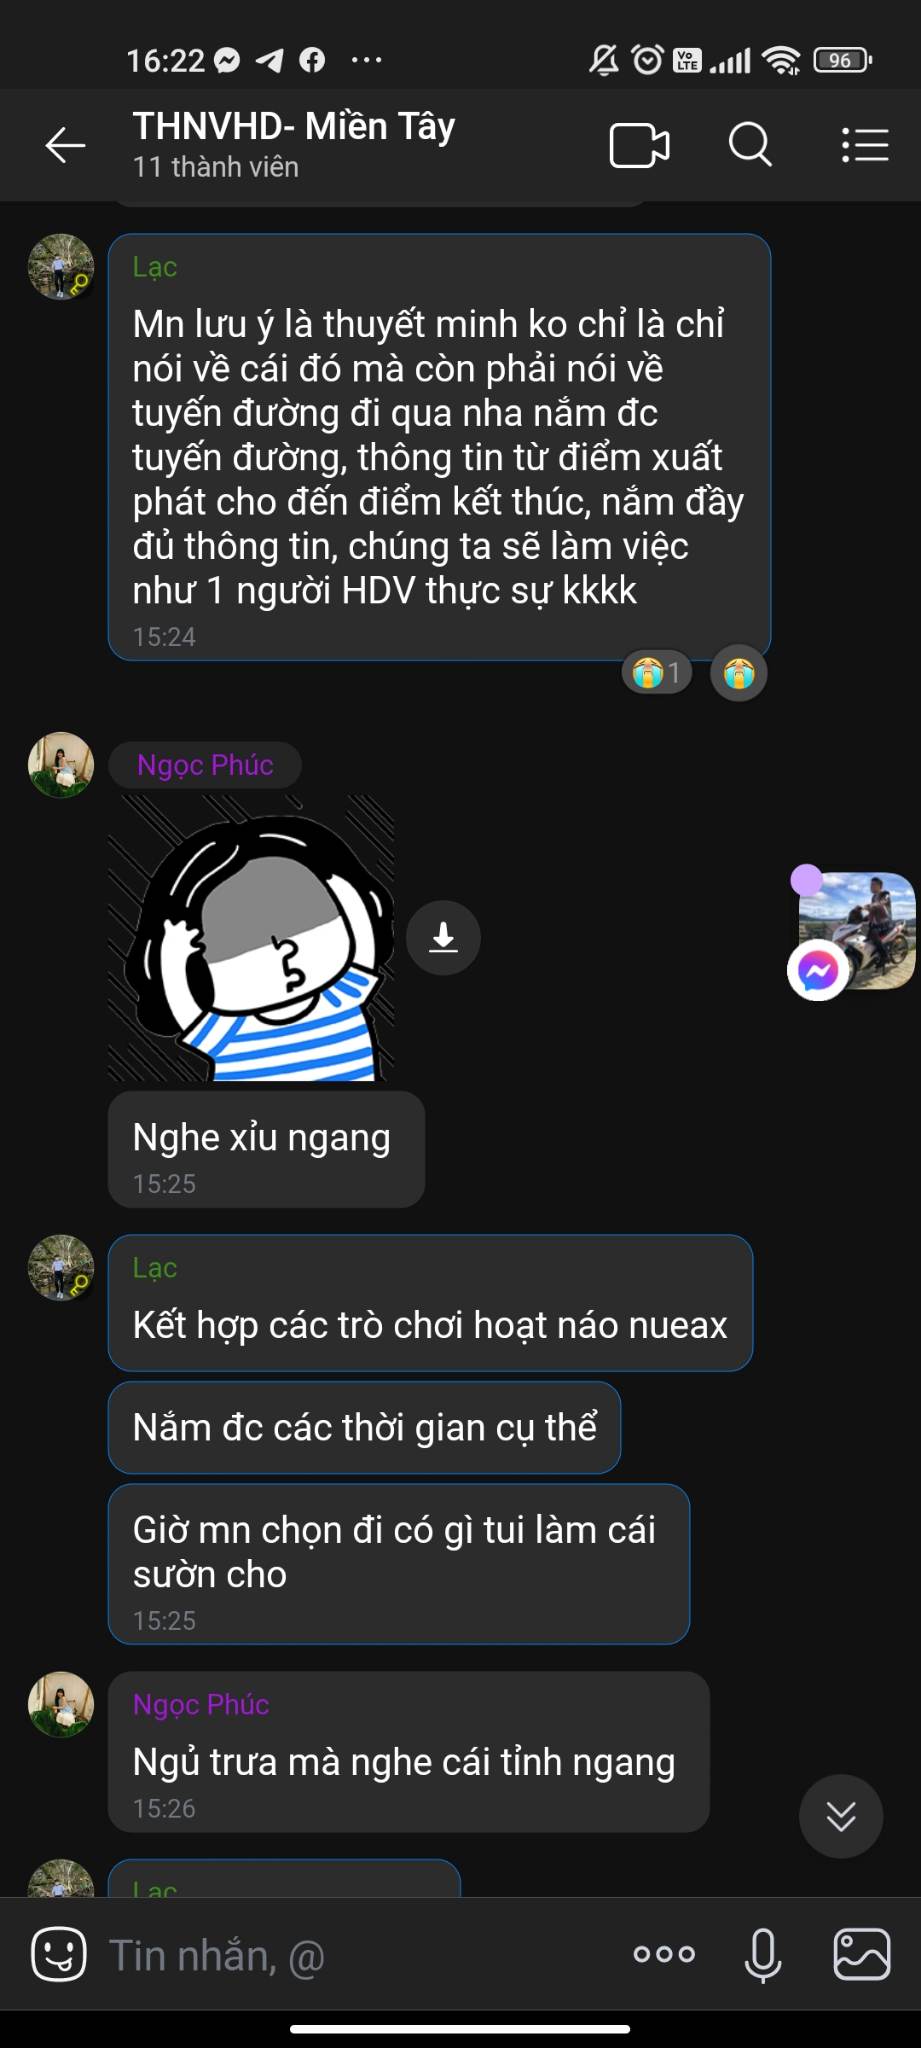 16:22
Vo LTE
96
THNVHD- Miền Tây
11 thành viên
Lạc
Mn lưu ý là thuyết minh ko chỉ là chỉ
nói về cái đó mà còn phải nói về
tuyến đường đi qua nha nắm đc
tuyến đường, thông tin từ điểm xuất
phát cho đến điểm kết thúc, nắm đầy
đủ thông tin, chúng ta sẽ làm việc
như 1 người HDV thực sự kkkk
15:24
1
Ngọc Phúc
Nghe xỉu ngang
15:25
Lạc
Kết hợp các trò chơi hoạt náo nueax
Nắm đc các thời gian cụ thể
Giờ mn chọn đi có gì tui làm cái
sườn cho
15:25
Ngọc Phúc
Ngủ trưa mà nghe cái tỉnh ngang
15:26
Lạc
Tin nhắn, @